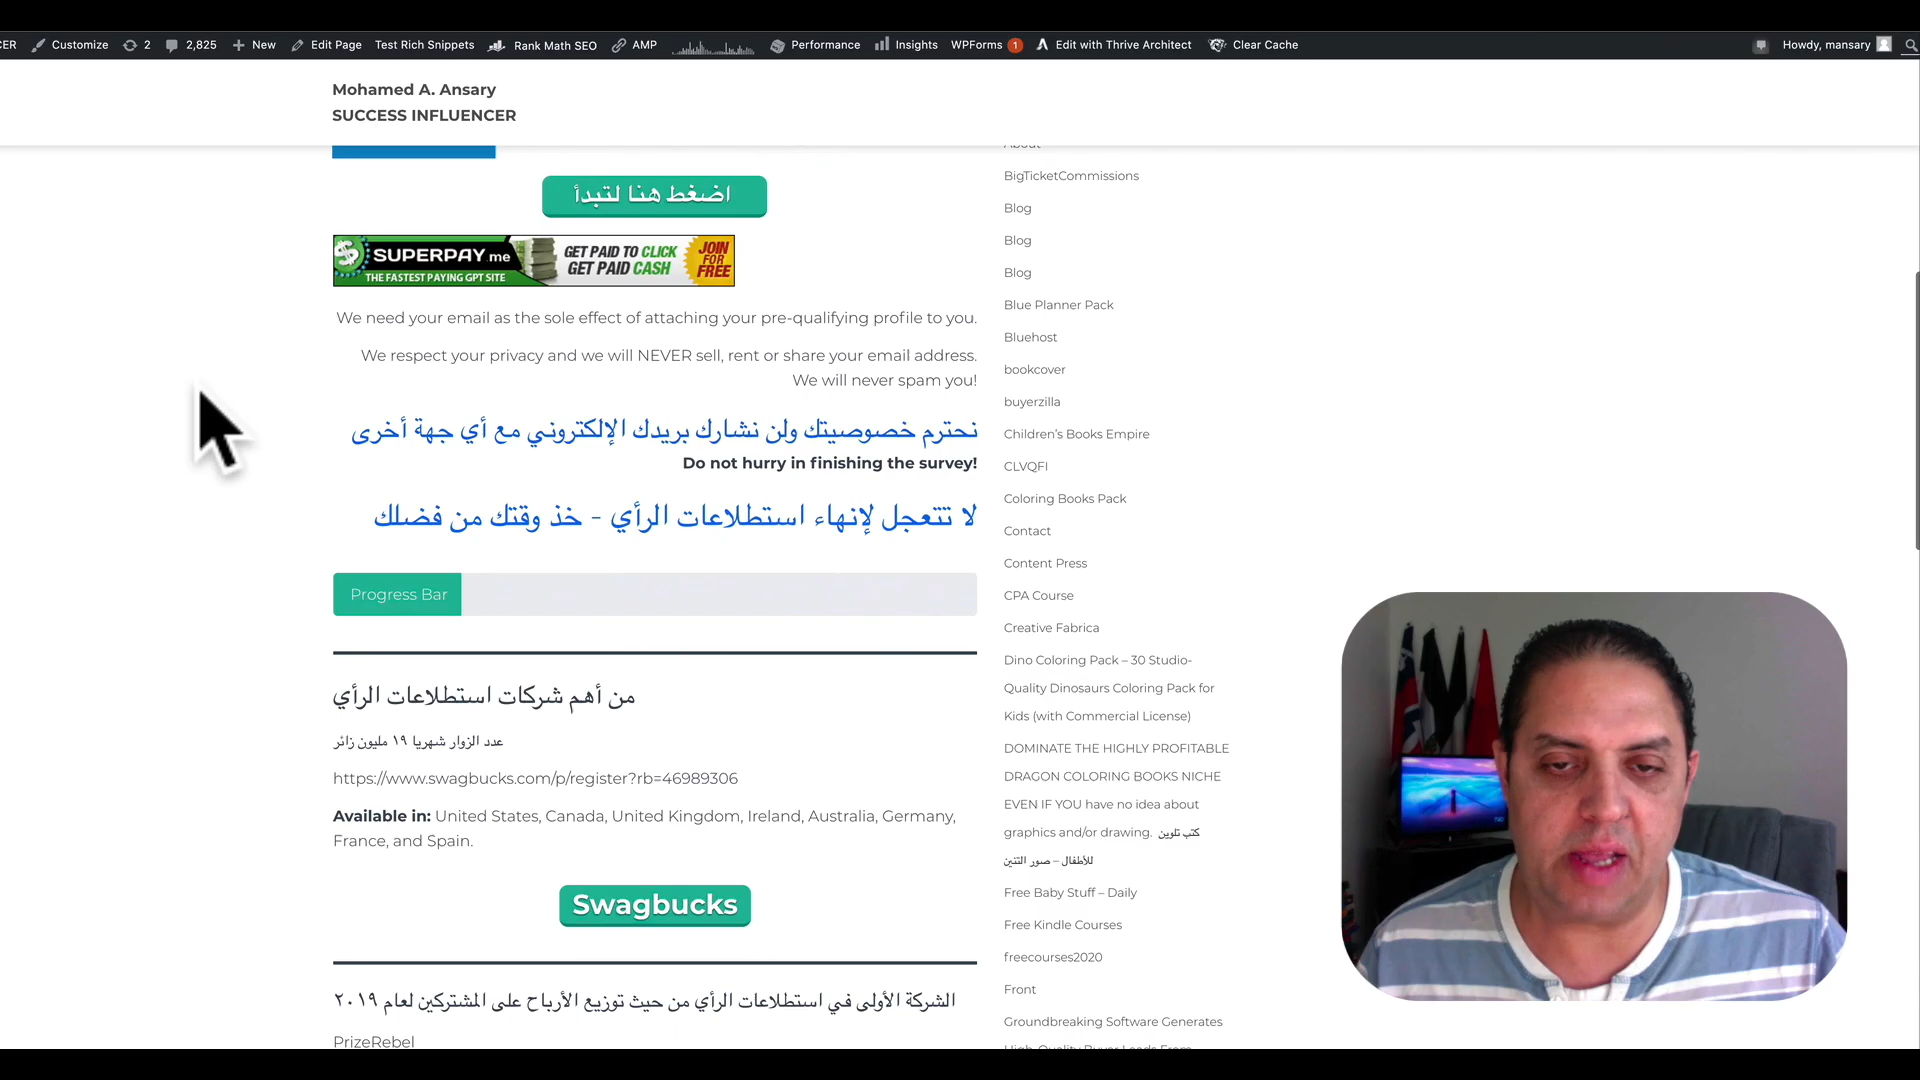 CER Customize 2 2,825 New Edit Page Test Rich Snippets Rank Math SEO AMP Performance Insights WPForms 1 Edit with Thrive Architect Clear Cache Howdy, mansary
Mohamed A. Ansary
SUCCESS INFLUENCER
اضغط هنا لتبدأ
SUPERPAY.me
THE FASTEST PAYING GPT SITE
GET PAID TO CLICK
GET PAID CASH
JOIN
FOR
FREE
We need your email as the sole effect of attaching your pre-qualifying profile to you.
We respect your privacy and we will NEVER sell, rent or share your email address.
We will never spam you!
نحترم خصوصيتك ولن نشارك بريدك الإلكتروني مع أي جهة أخرى
Do not hurry in finishing the survey!
لا تتعجل لإنهاء استطلاعات الرأي - خذ وقتك من فضلك
Progress Bar
من أهم شركات استطلاعات الرأي
عدد الزوار شهريا ١٩ مليون زائر
https://www.swagbucks.com/p/register?rb=46989306
Available in: United States, Canada, United Kingdom, Ireland, Australia, Germany,
France, and Spain.
Swagbucks
الشركة الأولى في استطلاعات الرأي من حيث توزيع الأرباح على المشتركين لعام ٢٠١٩
PrizeRebel
About
BigTicketCommissions
Blog
Blog
Blog
Blue Planner Pack
Bluehost
bookcover
buyerzilla
Children's Books Empire
CLVQFI
Coloring Books Pack
Contact
Content Press
CPA Course
Creative Fabrica
Dino Coloring Pack – 30 Studio-
Quality Dinosaurs Coloring Pack for
Kids (with Commercial License)
DOMINATE THE HIGHLY PROFITABLE
DRAGON COLORING BOOKS NICHE
EVEN IF YOU have no idea about
graphics and/or drawing. كتب تلوين
للأطفال – صور التنين
Free Baby Stuff – Daily
Free Kindle Courses
freecourses2020
Front
Groundbreaking Software Generates
High-Quality Buyer Leads From